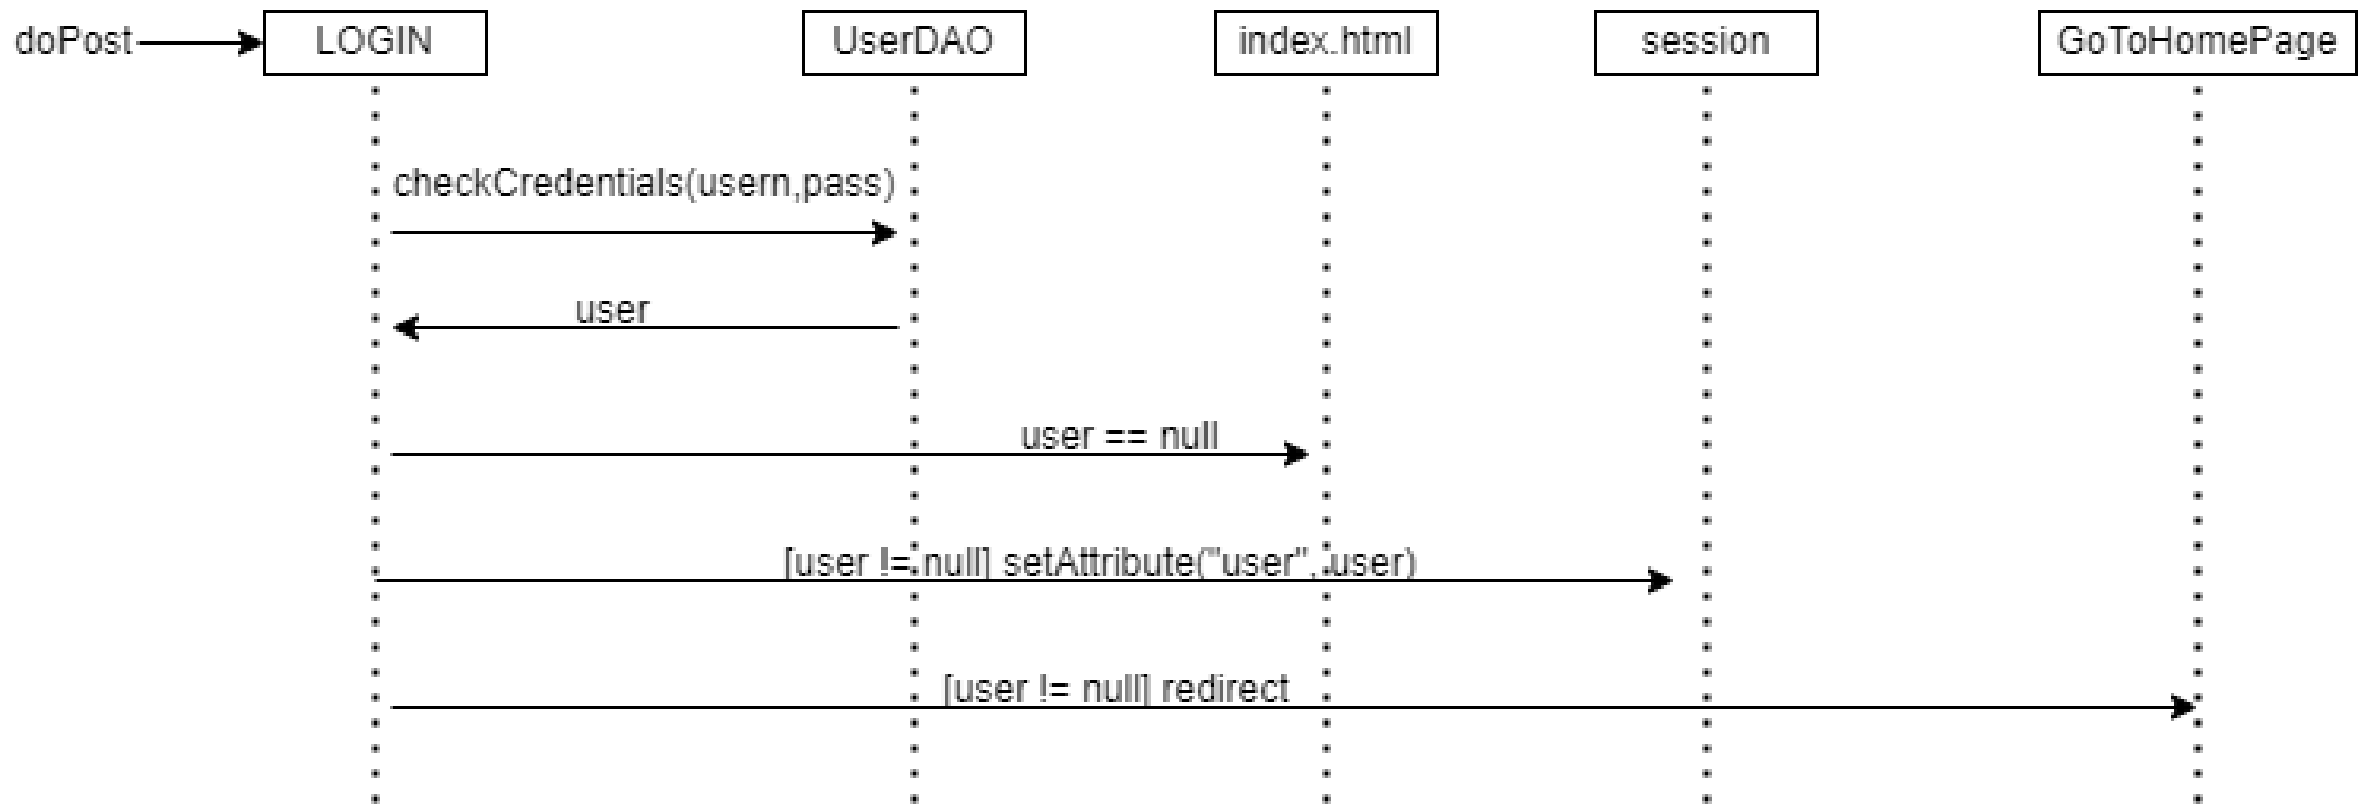 doPost
LOGIN
UserDAO
index.html
session
GoToHomePage
checkCredentials(usern,pass)
user
user == null
[user != null] setAttribute("user", user)
[user != null] redirect